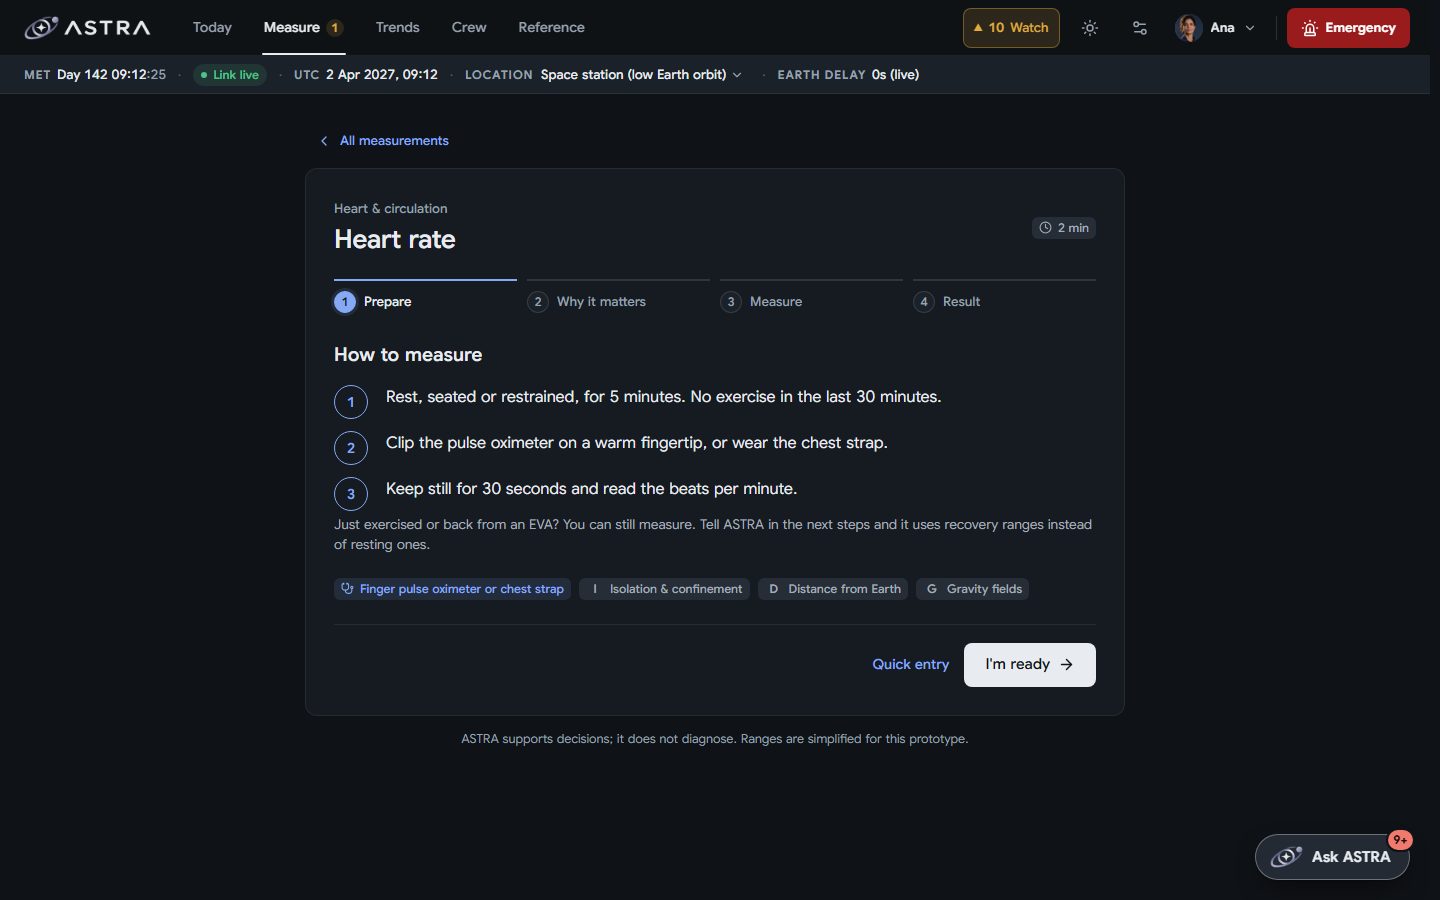 ASTRA Today Measure 1 Trends Crew Reference 10 Watch Ana Emergency
MET Day 142 09:12:25 · Link live · UTC 2 Apr 2027, 09:12 · LOCATION Space station (low Earth orbit) · EARTH DELAY 0s (live)
All measurements
Heart & circulation
Heart rate
2 min
1 Prepare 2 Why it matters 3 Measure 4 Result
How to measure
1 Rest, seated or restrained, for 5 minutes. No exercise in the last 30 minutes.
2 Clip the pulse oximeter on a warm fingertip, or wear the chest strap.
3 Keep still for 30 seconds and read the beats per minute.
Just exercised or back from an EVA? You can still measure. Tell ASTRA in the next steps and it uses recovery ranges instead
of resting ones.
Finger pulse oximeter or chest strap I Isolation & confinement D Distance from Earth G Gravity fields
Quick entry I'm ready
ASTRA supports decisions; it does not diagnose. Ranges are simplified for this prototype.
9+
Ask ASTRA